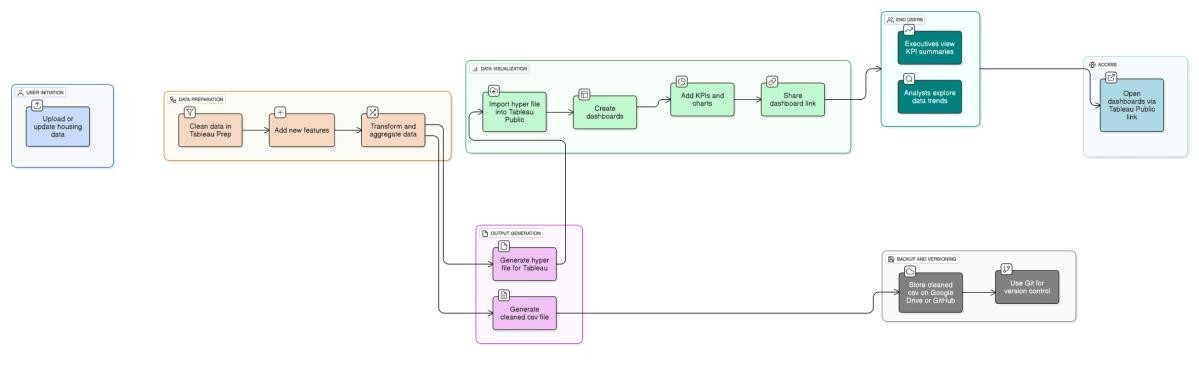 USER INITIATION
Upload or
update housing
data
DATA PREPARATION
Clean data in
Tableau Prep
Add new features
Transform and
aggregate data
DATA VISUALIZATION
Import hyper file
into Tableau
Public
Create
dashboards
Add KPIs and
charts
Share
dashboard link
END USERS
Executives view
KPI summaries
Analysts explore
data trends
ACCESS
Open
dashboards via
Tableau Public
link
OUTPUT GENERATION
Generate hyper
file for Tableau
Generate
cleaned csv file
BACKUP AND VERSIONING
Store cleaned
csv on Google
Drive or GitHub
Use Git for
version control